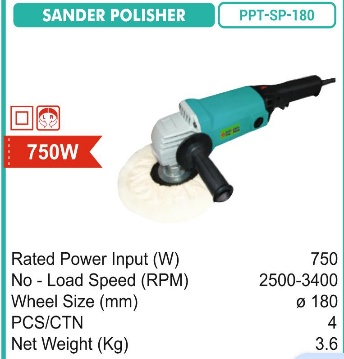 SANDER POLISHER
PPT-SP-180
750W
Rated Power Input (W) 750
No - Load Speed (RPM) 2500-3400
Wheel Size (mm) ø 180
PCS/CTN 4
Net Weight (Kg) 3.6